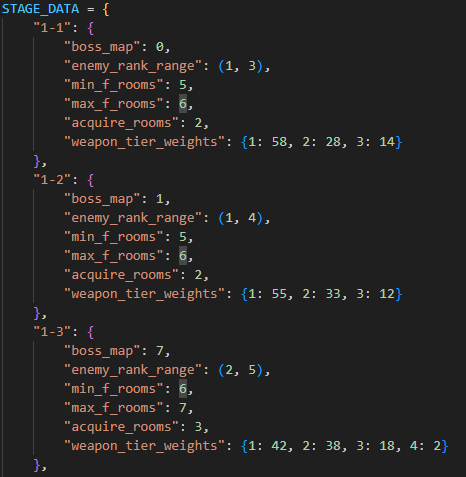 STAGE_DATA = {
    "1-1": {
        "boss_map": 0,
        "enemy_rank_range": (1, 3),
        "min_f_rooms": 5,
        "max_f_rooms": 6,
        "acquire_rooms": 2,
        "weapon_tier_weights": {1: 58, 2: 28, 3: 14}
    },
    "1-2": {
        "boss_map": 1,
        "enemy_rank_range": (1, 4),
        "min_f_rooms": 5,
        "max_f_rooms": 6,
        "acquire_rooms": 2,
        "weapon_tier_weights": {1: 55, 2: 33, 3: 12}
    },
    "1-3": {
        "boss_map": 7,
        "enemy_rank_range": (2, 5),
        "min_f_rooms": 6,
        "max_f_rooms": 7,
        "acquire_rooms": 3,
        "weapon_tier_weights": {1: 42, 2: 38, 3: 18, 4: 2}
    },